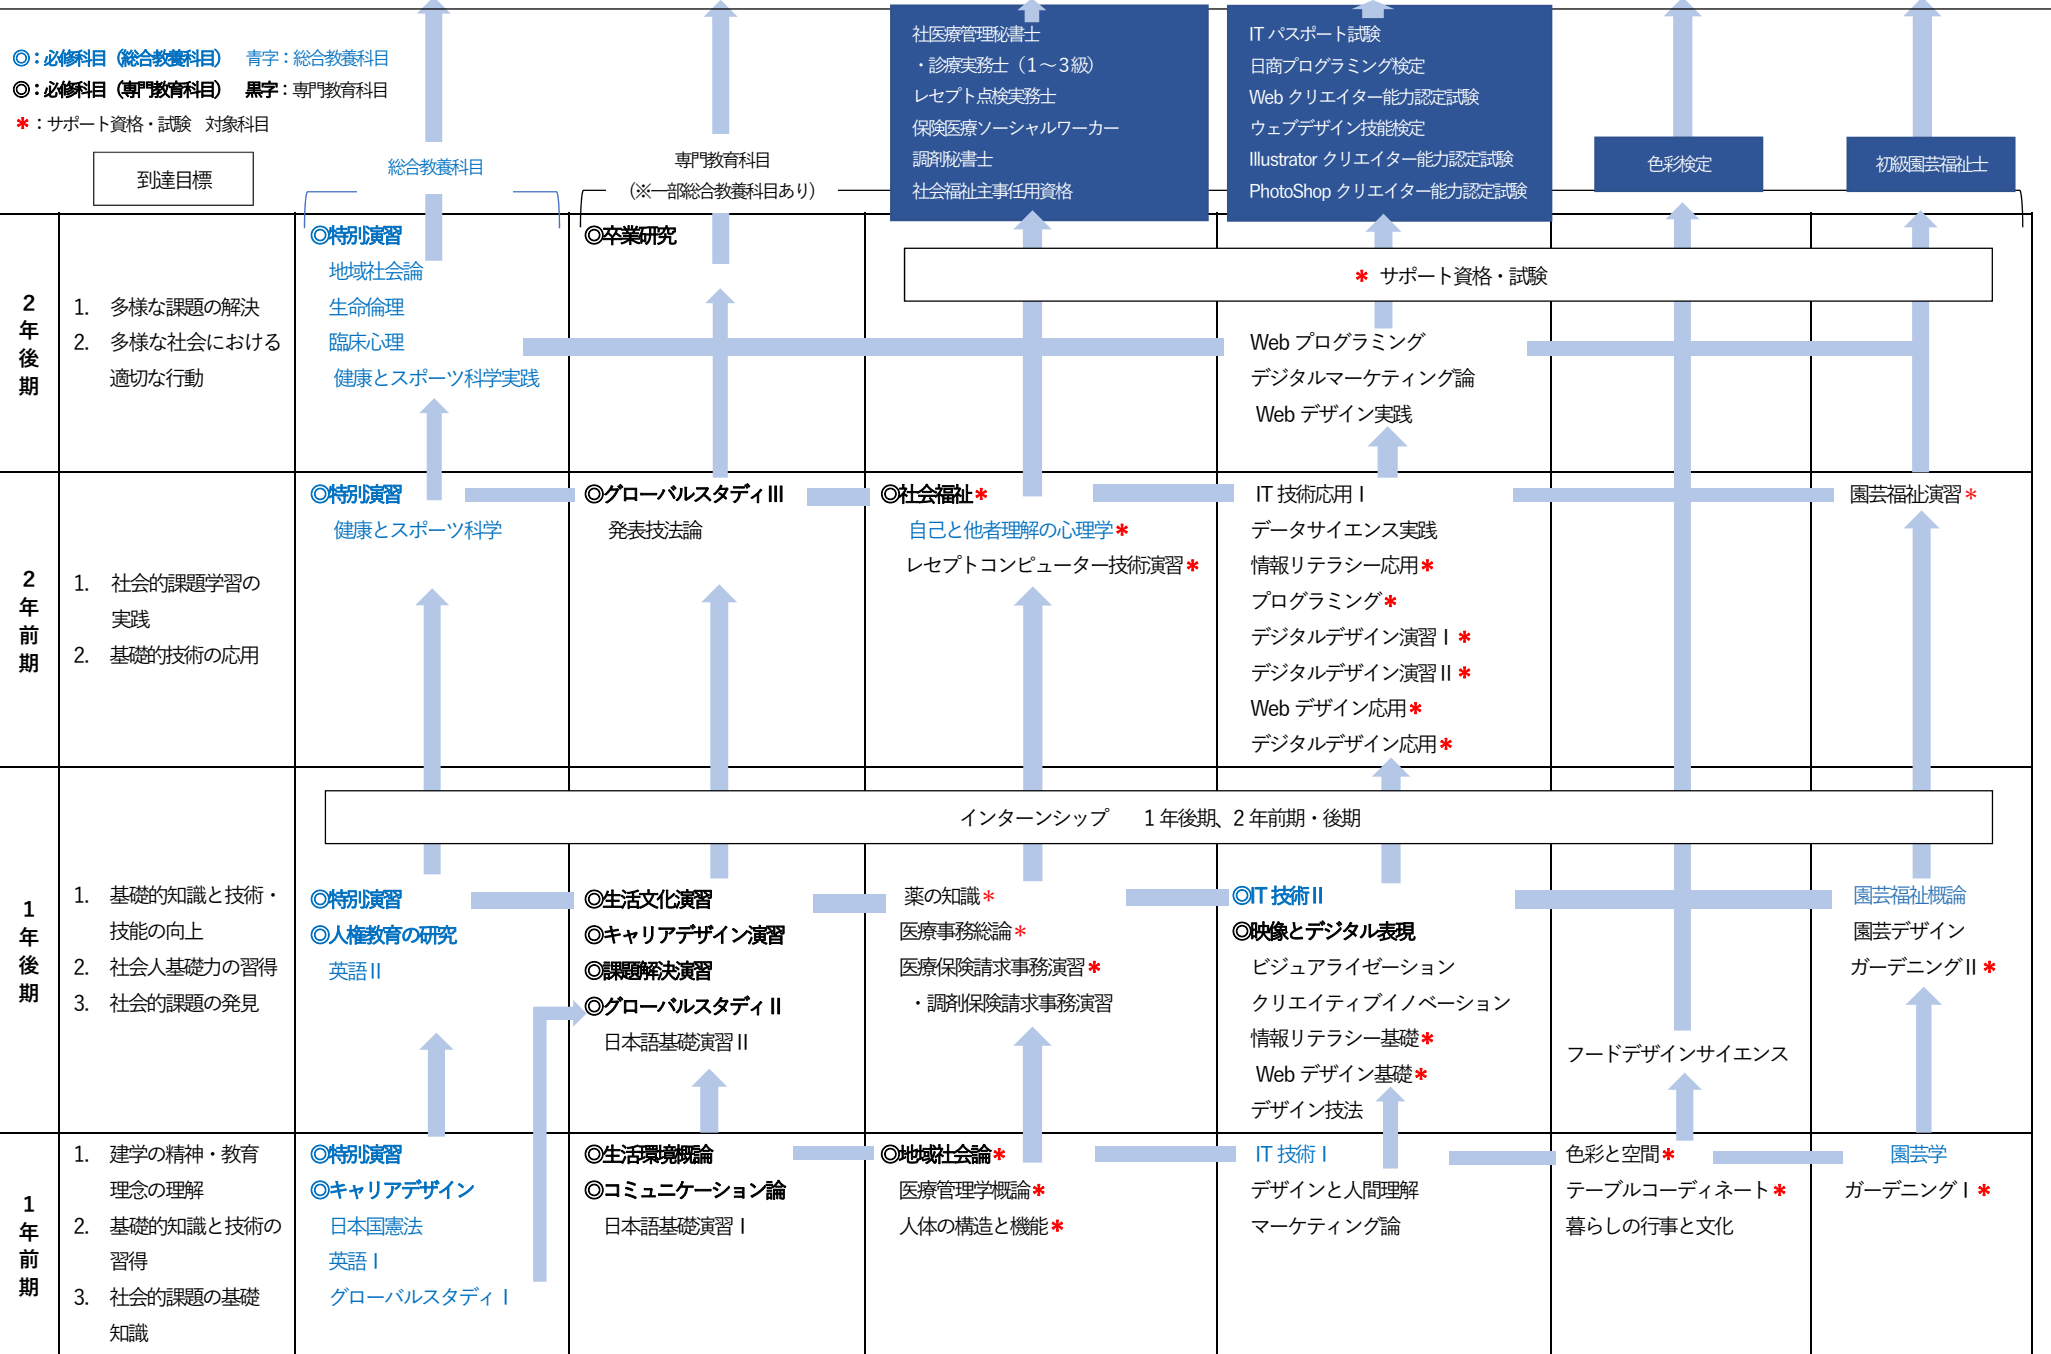 ◎：必修科目（総合教養科目）　青字：総合教養科目
◎：必修科目（専門教育科目）　黒字：専門教育科目
＊：サポート資格・試験　対象科目
到達目標
総合教養科目
専門教育科目
（※一部総合教養科目あり）
社医療管理秘書士
・診療実務士（1～3級）
レセプト点検実務士
保険医療ソーシャルワーカー
調剤秘書士
社会福祉主事任用資格
IT パスポート試験
日商プログラミング検定
Web クリエイター能力認定試験
ウェブデザイン技能検定
Illustrator クリエイター能力認定試験
PhotoShop クリエイター能力認定試験
色彩検定
初級園芸福祉士
2年後期
1.　多様な課題の解決
2.　多様な社会における
適切な行動
◎特別演習
地域社会論
生命倫理
臨床心理
健康とスポーツ科学実践
◎卒業研究
＊ サポート資格・試験
Web プログラミング
デジタルマーケティング論
Web デザイン実践
2年前期
1.　社会的課題学習の
実践
2.　基礎的技術の応用
◎特別演習
健康とスポーツ科学
◎グローバルスタディⅢ
発表技法論
◎社会福祉＊
自己と他者理解の心理学＊
レセプトコンピューター技術演習＊
IT 技術応用Ⅰ
データサイエンス実践
情報リテラシー応用＊
プログラミング＊
デジタルデザイン演習Ⅰ＊
デジタルデザイン演習Ⅱ＊
Web デザイン応用＊
デジタルデザイン応用＊
園芸福祉演習＊
インターンシップ　　1 年後期、2 年前期・後期
1年後期
1.　基礎的知識と技術・
技能の向上
2.　社会人基礎力の習得
3.　社会的課題の発見
◎特別演習
◎人権教育の研究
英語Ⅱ
◎生活文化演習
◎キャリアデザイン演習
◎課題解決演習
◎グローバルスタディⅡ
日本語基礎演習Ⅱ
薬の知識＊
医療事務総論＊
医療保険請求事務演習＊
・調剤保険請求事務演習
◎IT 技術Ⅱ
◎映像とデジタル表現
ビジュアライゼーション
クリエイティブイノベーション
情報リテラシー基礎＊
Web デザイン基礎＊
デザイン技法
フードデザインサイエンス
園芸福祉概論
園芸デザイン
ガーデニングⅡ＊
1年前期
1.　建学の精神・教育
理念の理解
2.　基礎的知識と技術の
習得
3.　社会的課題の基礎
知識
◎特別演習
◎キャリアデザイン
日本国憲法
英語Ⅰ
グローバルスタディⅠ
◎生活環境概論
◎コミュニケーション論
日本語基礎演習Ⅰ
◎地域社会論＊
医療管理学概論＊
人体の構造と機能＊
IT 技術Ⅰ
デザインと人間理解
マーケティング論
色彩と空間＊
テーブルコーディネート＊
暮らしの行事と文化
園芸学
ガーデニングⅠ＊